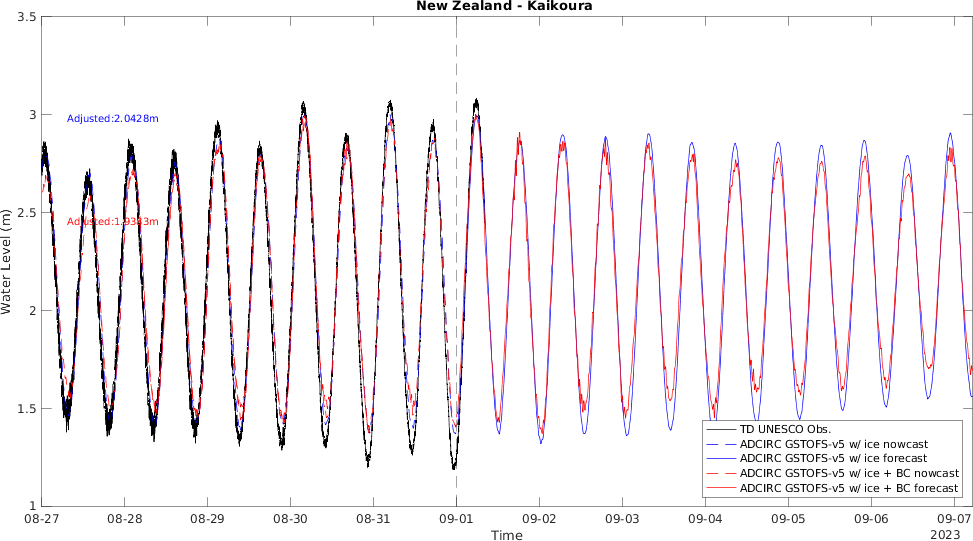 New Zealand - Kaikoura
3.5
3
2.5
2
1.5
1
Water Level (m)
Adjusted:2.0428m
Adjusted:1.9383m
TD UNESCO Obs.
ADCIRC GSTOFS-v5 w/ ice nowcast
ADCIRC GSTOFS-v5 w/ ice forecast
ADCIRC GSTOFS-v5 w/ ice + BC nowcast
ADCIRC GSTOFS-v5 w/ ice + BC forecast
08-27 08-28 08-29 08-30 08-31 09-01 09-02 09-03 09-04 09-05 09-06 09-07
Time
2023